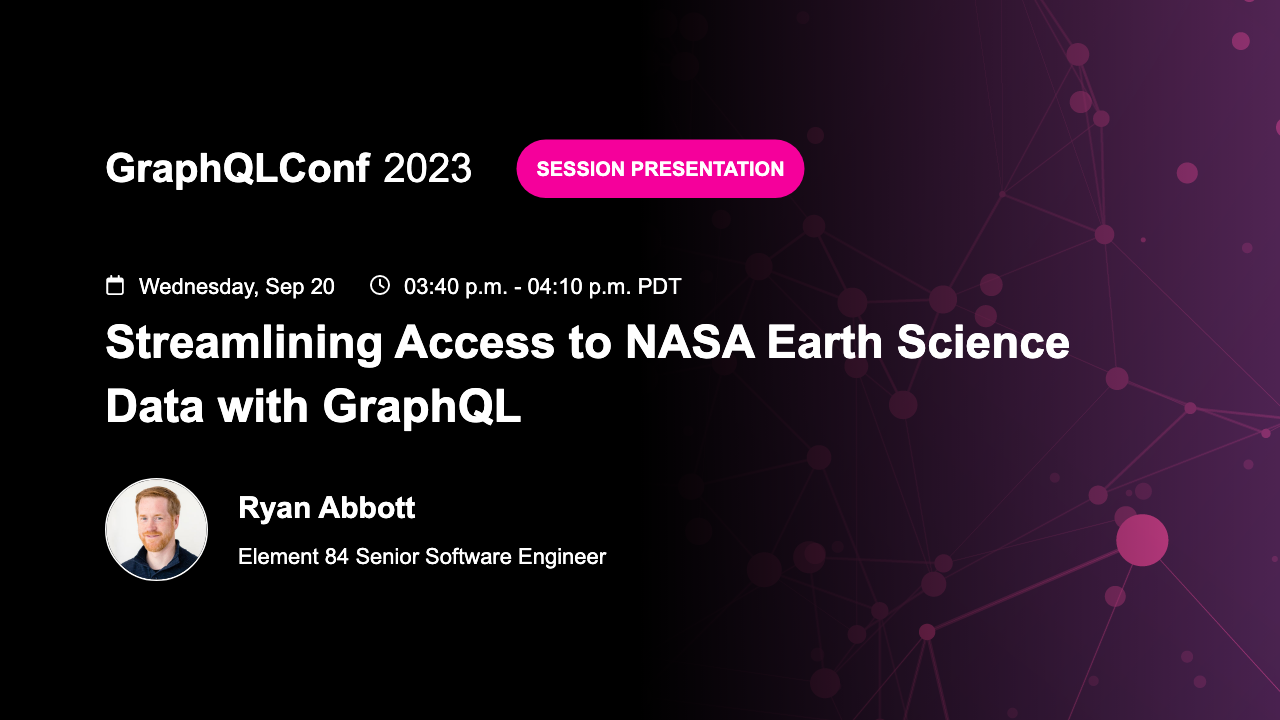 GraphQLConf 2023
SESSION PRESENTATION
Wednesday, Sep 20
03:40 p.m. - 04:10 p.m. PDT
Streamlining Access to NASA Earth Science
Data with GraphQL
Ryan Abbott
Element 84 Senior Software Engineer